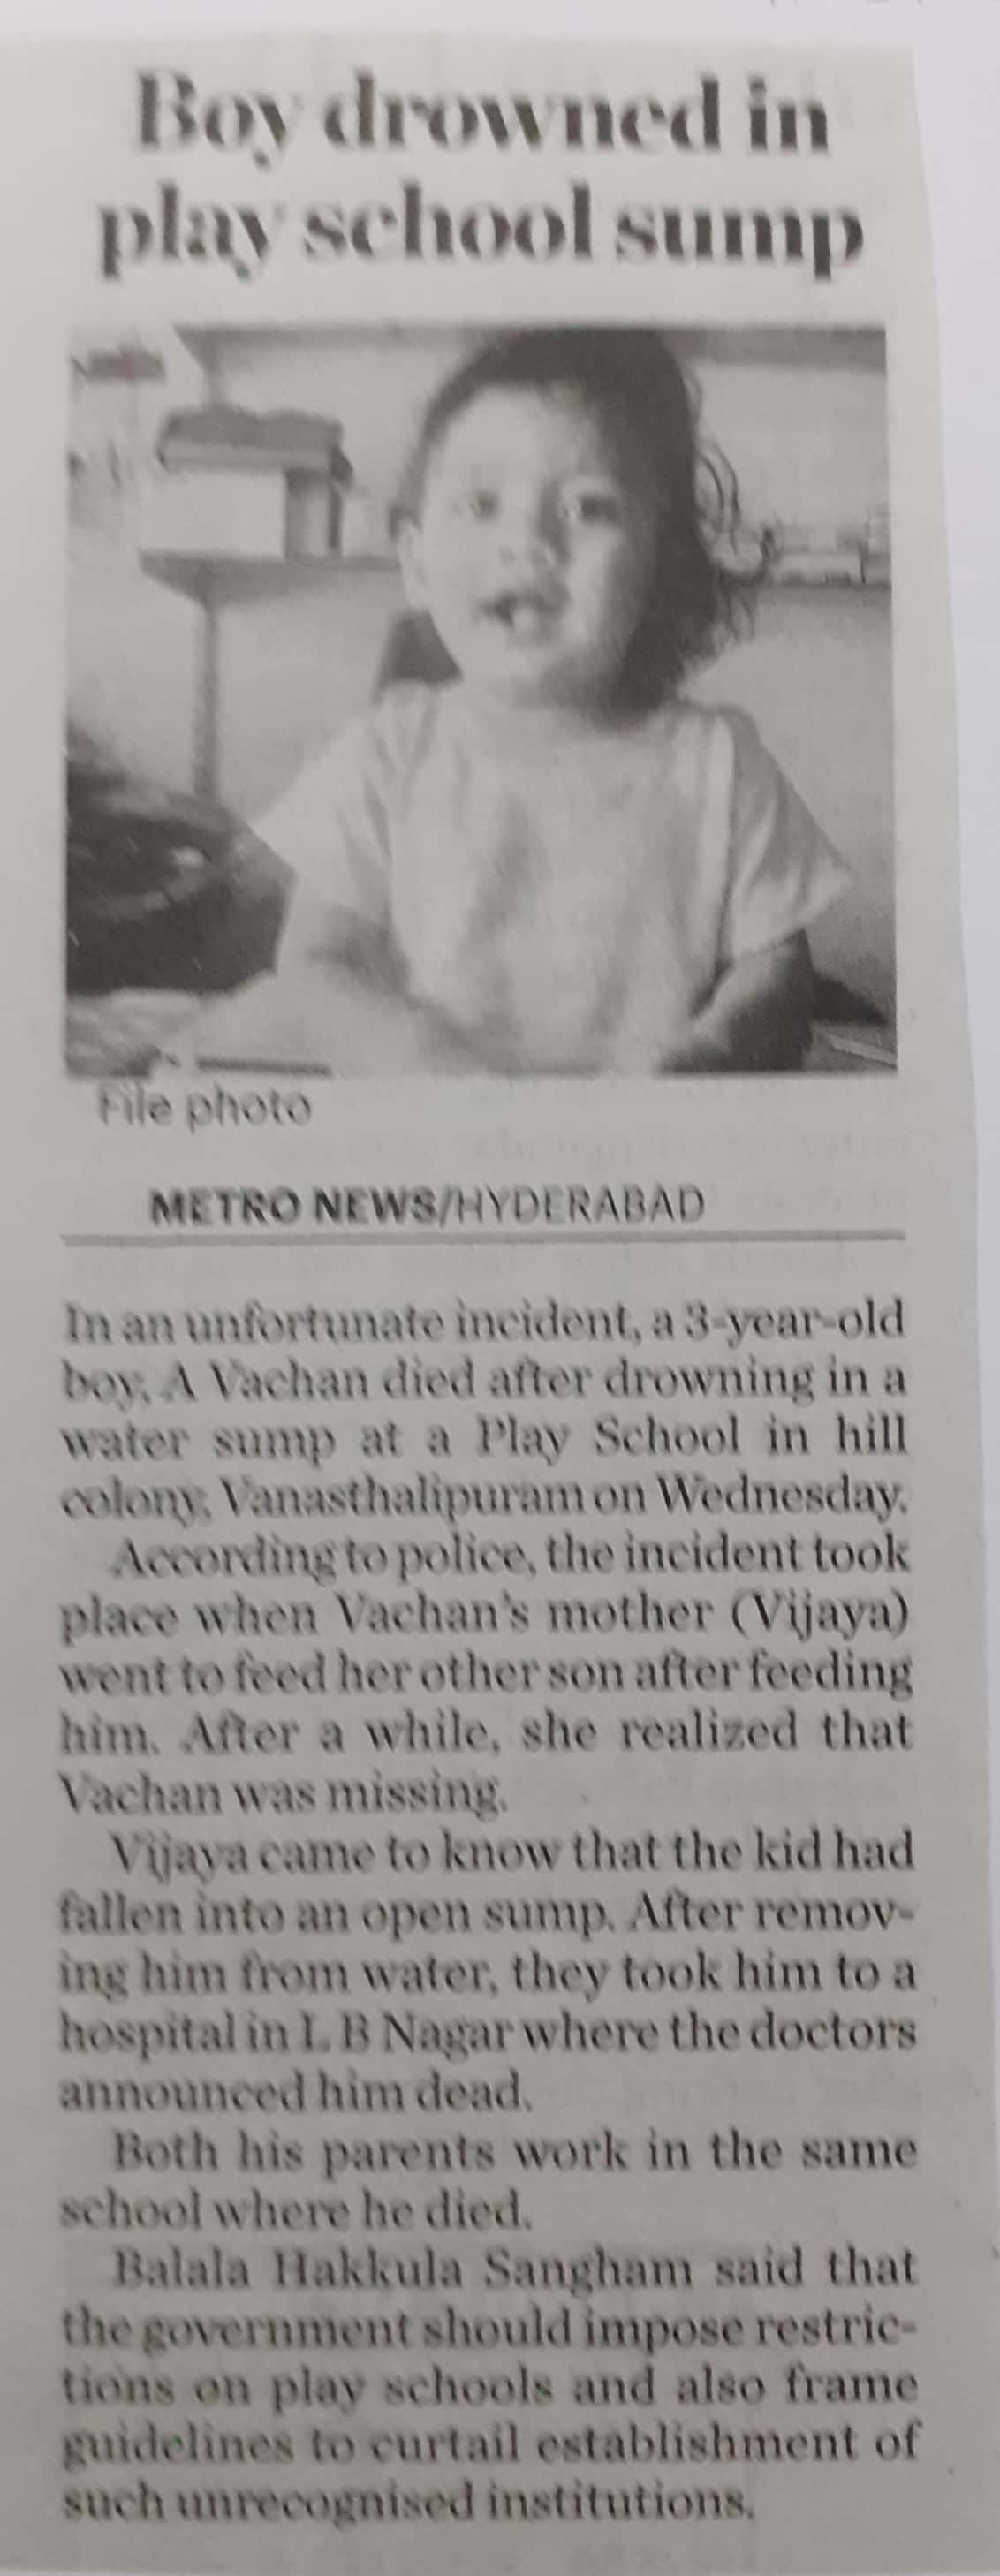 Boy drowned in
play school sump
File photo
METRO NEWS/HYDERABAD
In an unfortunate incident, a 3-year-old
boy, A Vachan died after drowning in a
water sump at a Play School in hill
colony, Vanasthalipuram on Wednesday.
According to police, the incident took
place when Vachan's mother (Vijaya)
went to feed her other son after feeding
him. After a while, she realized that
Vachan was missing.
Vijaya came to know that the kid had
fallen into an open sump. After remov-
ing him from water, they took him to a
hospital in L B Nagar where the doctors
announced him dead.
Both his parents work in the same
school where he died.
Balala Hakkula Sangham said that
the government should impose restric-
tions on play schools and also frame
guidelines to curtail establishment of
such unrecognised institutions.